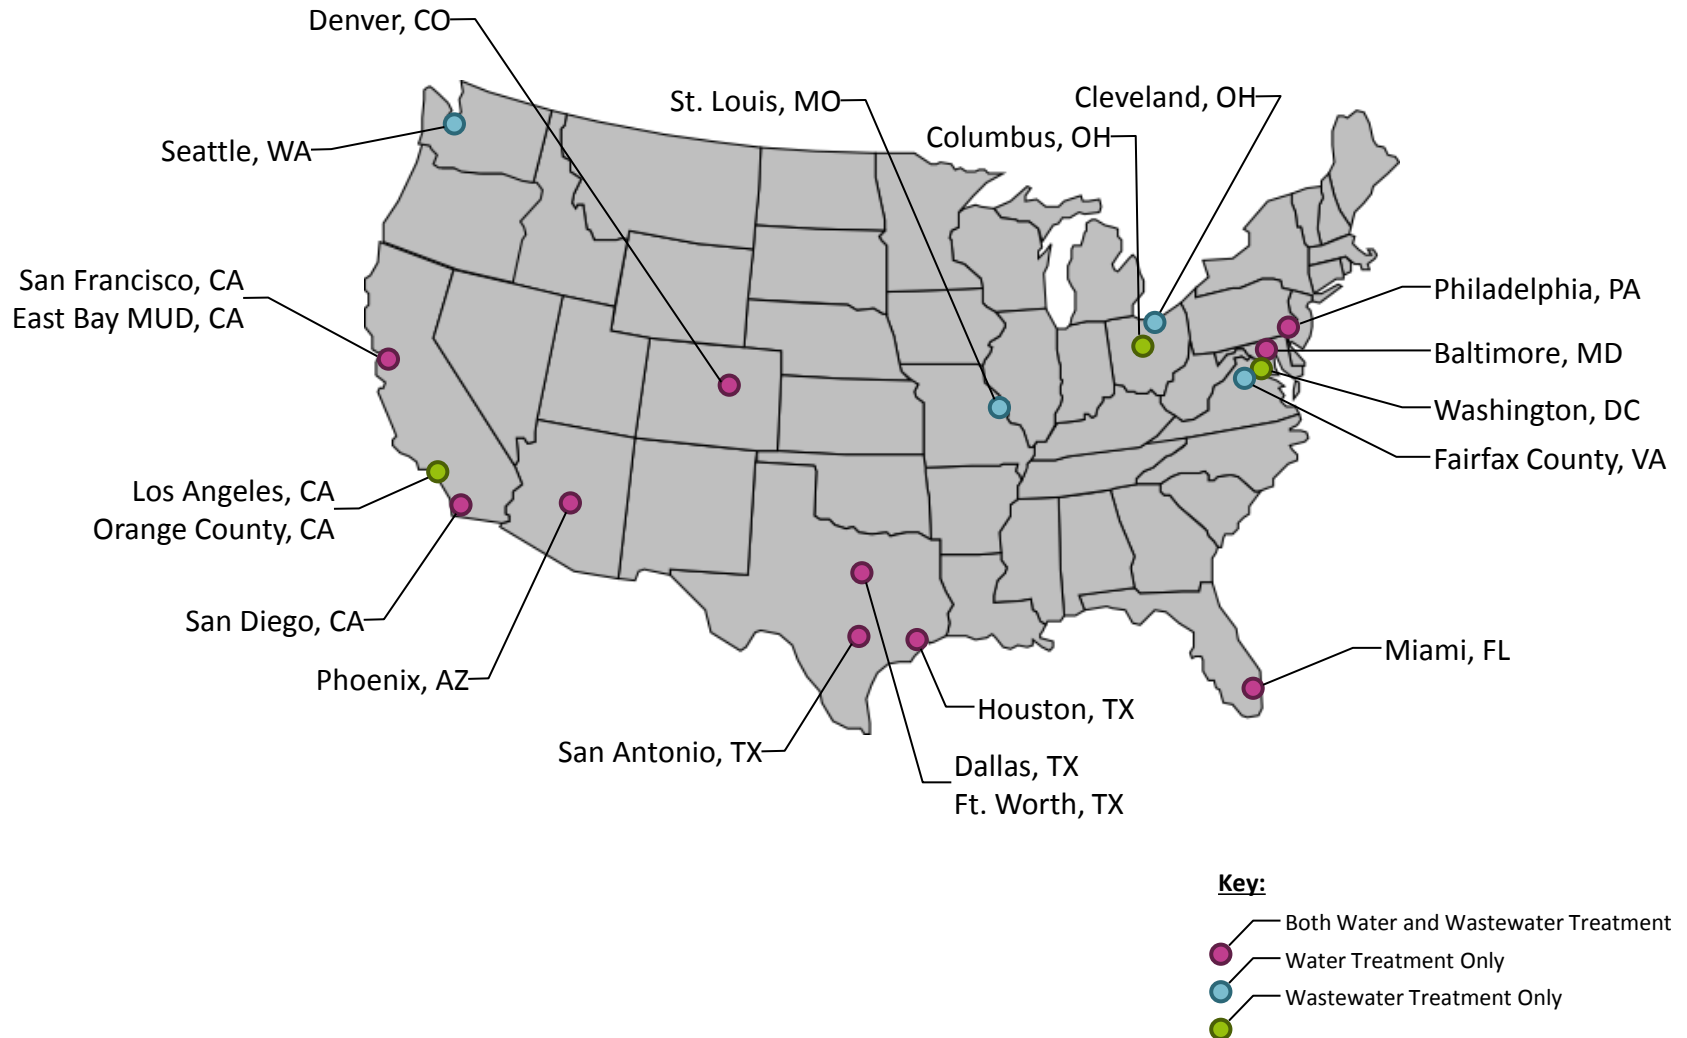 Denver, CO
St. Louis, MO
Cleveland, OH
Columbus, OH
Seattle, WA
San Francisco, CA
East Bay MUD, CA
Philadelphia, PA
Baltimore, MD
Washington, DC
Fairfax County, VA
Los Angeles, CA
Orange County, CA
San Diego, CA
Phoenix, AZ
Miami, FL
Houston, TX
San Antonio, TX
Dallas, TX
Ft. Worth, TX
Key:
Both Water and Wastewater Treatment
Water Treatment Only
Wastewater Treatment Only